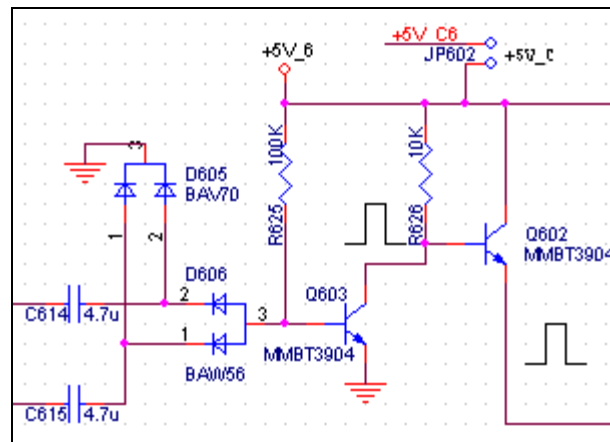 +5V_C6
JP602
+5V_6
+5V_C
3
100K
10K
D605
BAV70
R625
R626
Q602
MMBT3904
1
2
D606
2
3
Q603
C614
4.7u
1
MMBT3904
BAW56
C615
4.7u